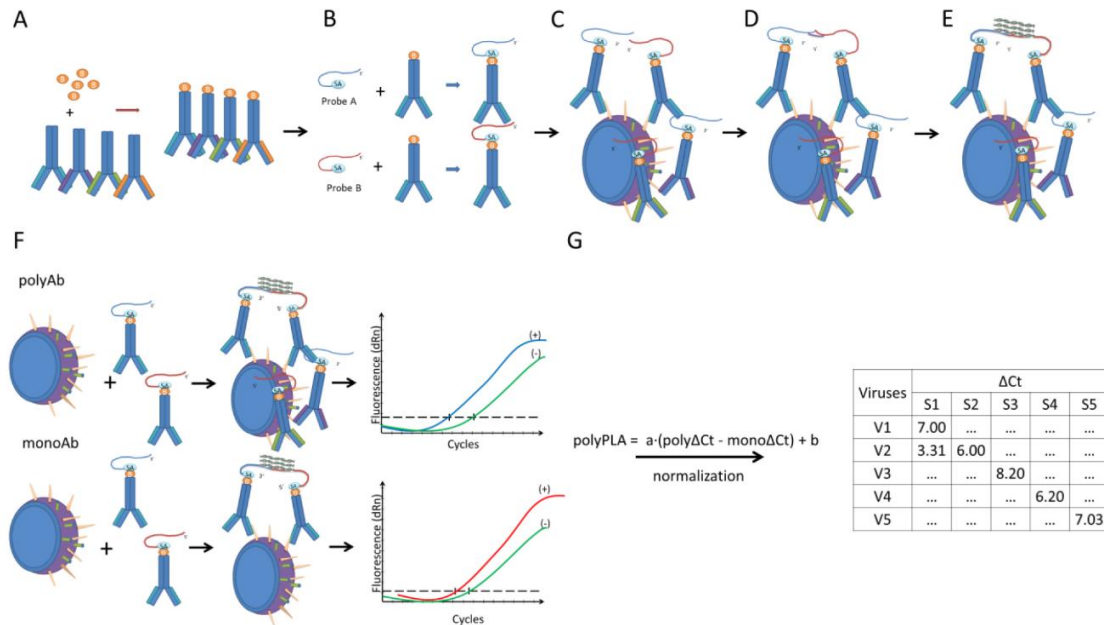 A
B
C
D
E
B
B
B
B
B
+
B B B B
SA
Probe A
+
B
SA
B
SA
Probe B
+
B
SA
B
F
G
polyAb
+
monoAb
+
Fluorescence (dRn)
(+)
(-)
Cycles
Fluorescence (dRn)
(+)
(-)
Cycles
polyPLA = a·(polyΔCt - monoΔCt) + b
normalization
Viruses ΔCt
S1 S2 S3 S4 S5
V1 7.00 ... ... ... ...
V2 3.31 6.00 ... ... ...
V3 ... ... 8.20 ... ...
V4 ... ... ... 6.20 ...
V5 ... ... ... ... 7.03